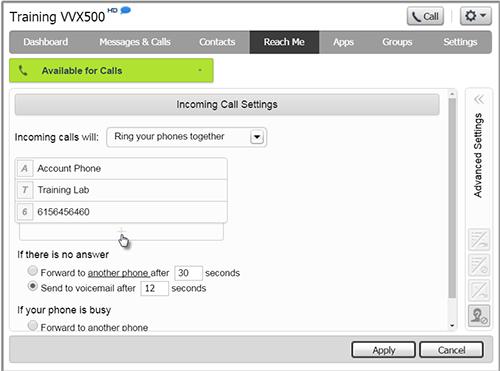 Training VVX500 HD
Call
Dashboard Messages & Calls Contacts Reach Me Apps Groups Settings
Available for Calls
Incoming Call Settings
Incoming calls will: Ring your phones together
A Account Phone
T Training Lab
6 6156456460
+
If there is no answer
Forward to another phone after 30 seconds
Send to voicemail after 12 seconds
If your phone is busy
Forward to another phone
Advanced Settings
Apply Cancel